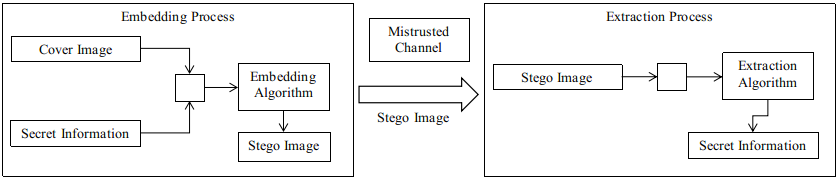 Embedding Process
Cover Image
Secret Information
Embedding
Algorithm
Stego Image
Mistrusted
Channel
Stego Image
Extraction Process
Stego Image
Extraction
Algorithm
Secret Information